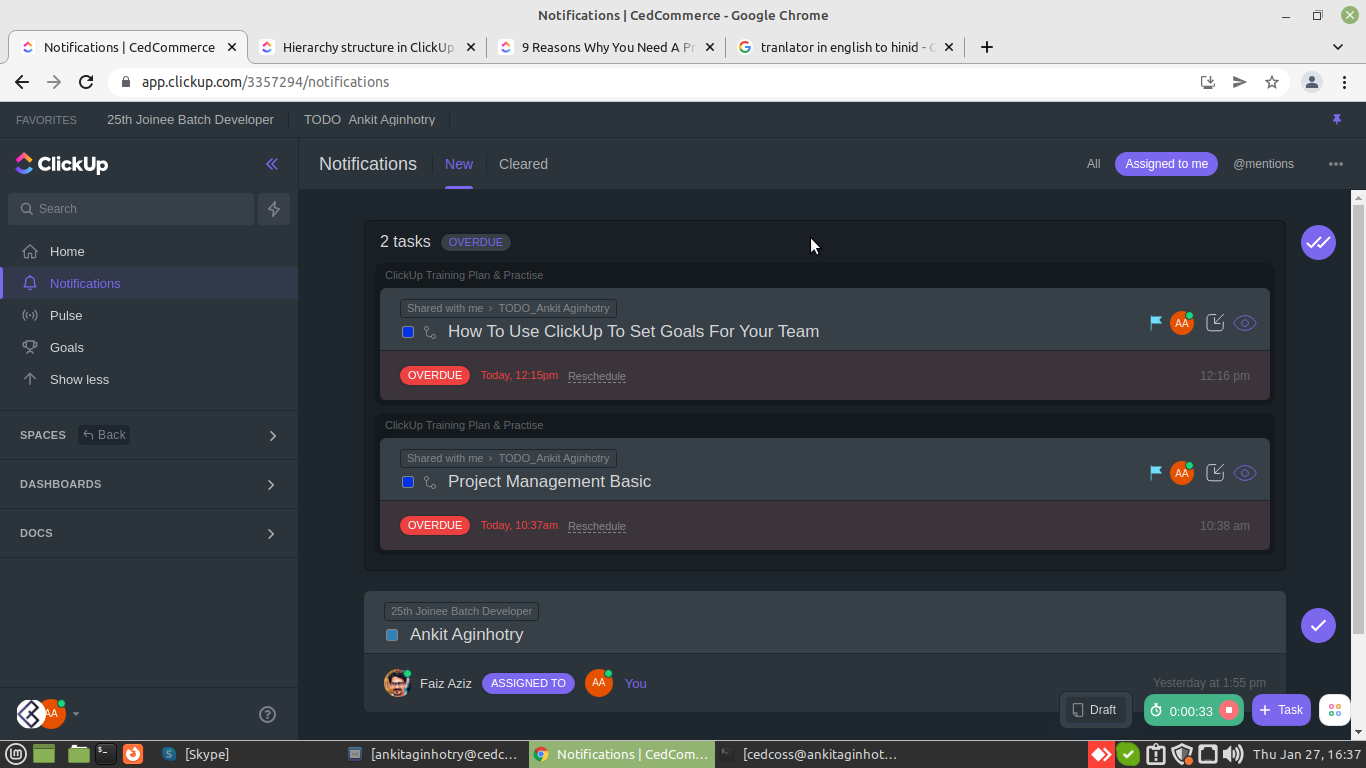 Notifications | CedCommerce - Google Chrome
Notifications | CedCommerce
Hierarchy structure in ClickUp
9 Reasons Why You Need A Pr
tranlator in english to hinid -
app.clickup.com/3357294/notifications
FAVORITES 25th Joinee Batch Developer TODO_Ankit Aginhotry
ClickUp
Notifications New Cleared All Assigned to me @mentions
Search
Home
Notifications
Pulse
Goals
Show less
SPACES Back
DASHBOARDS
DOCS
2 tasks OVERDUE
ClickUp Training Plan & Practise
Shared with me › TODO_Ankit Aginhotry
How To Use ClickUp To Set Goals For Your Team AA
OVERDUE Today, 12:15pm Reschedule 12:16 pm
ClickUp Training Plan & Practise
Shared with me › TODO_Ankit Aginhotry
Project Management Basic AA
OVERDUE Today, 10:37am Reschedule 10:38 am
25th Joinee Batch Developer
Ankit Aginhotry
Faiz Aziz ASSIGNED TO AA You Yesterday at 1:55 pm
AA
Draft 0:00:33 + Task
[Skype] [ankitaginhotry@cedc... Notifications | CedCom... [cedcoss@ankitaginhot... Thu Jan 27, 16:37